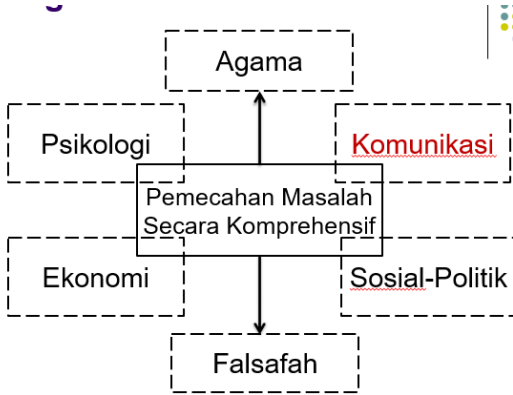 Agama
Psikologi
Komunikasi
Pemecahan Masalah
Secara Komprehensif
Ekonomi
Sosial-Politik
Falsafah